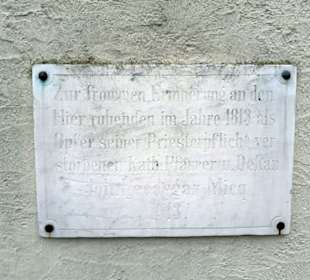 Zur frommen Erinnerung an den
Hier ruhenden im Jahre 1813 als
Opfer seiner Priesterpflicht ver
storbenen kath. Pfarrer u. Dekan